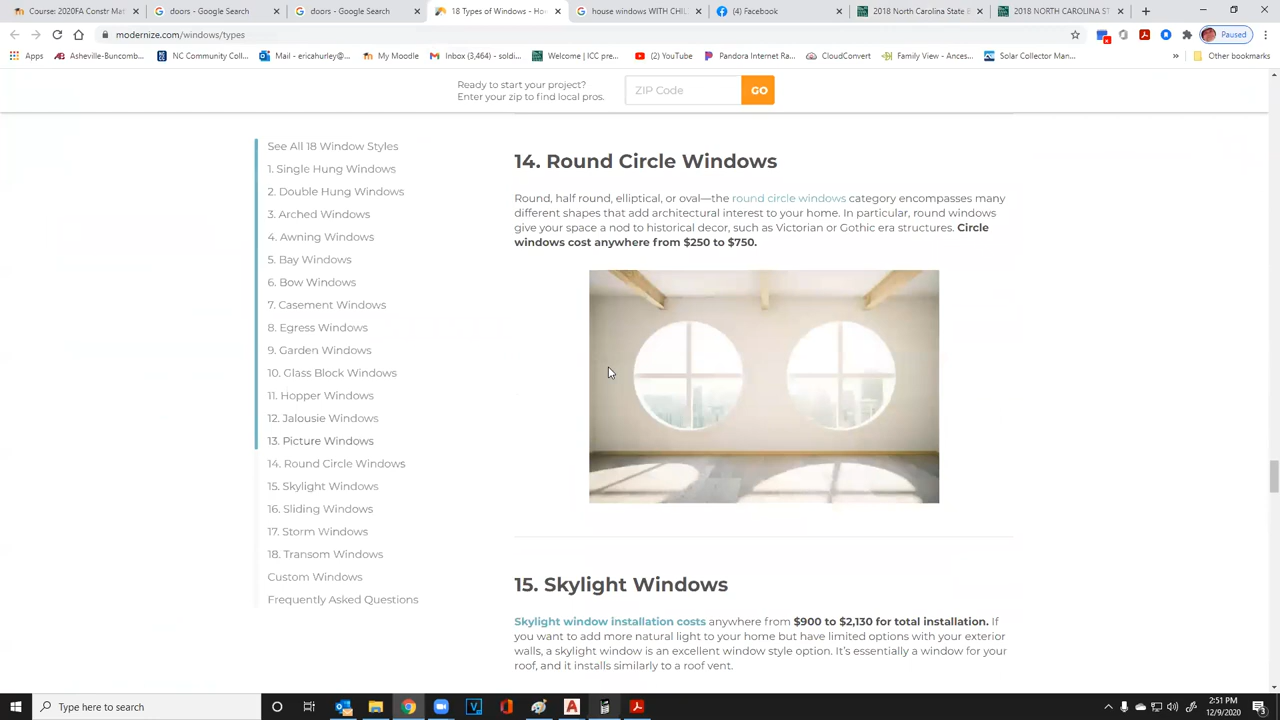 doors - Google Search
doors - Google Search
18 Types of Windows - Ho
house windows WITH CHIL
(4) Facebook
2018 North Carolina State B
2018 NORTH CAROLINA ST
modernize.com/windows/types
Paused
Apps
Asheville-Buncomb...
NC Community Coll...
Mail - ericahurley@...
My Moodle
Inbox (3,464) - soldi...
Welcome | ICC pre...
(2) YouTube
Pandora Internet Ra...
CloudConvert
Family View - Ances...
Solar Collector Man...
»
Other bookmarks
Ready to start your project?
Enter your zip to find local pros.
ZIP Code
GO
See All 18 Window Styles
1. Single Hung Windows
2. Double Hung Windows
3. Arched Windows
4. Awning Windows
5. Bay Windows
6. Bow Windows
7. Casement Windows
8. Egress Windows
9. Garden Windows
10. Glass Block Windows
11. Hopper Windows
12. Jalousie Windows
13. Picture Windows
14. Round Circle Windows
15. Skylight Windows
16. Sliding Windows
17. Storm Windows
18. Transom Windows
Custom Windows
Frequently Asked Questions
14. Round Circle Windows
Round, half round, elliptical, or oval—the round circle windows category encompasses many
different shapes that add architectural interest to your home. In particular, round windows
give your space a nod to historical decor, such as Victorian or Gothic era structures. Circle
windows cost anywhere from $250 to $750.
15. Skylight Windows
Skylight window installation costs anywhere from $900 to $2,130 for total installation. If
you want to add more natural light to your home but have limited options with your exterior
walls, a skylight window is an excellent window style option. It's essentially a window for your
roof, and it installs similarly to a roof vent.
Type here to search
2:51 PM
12/9/2020